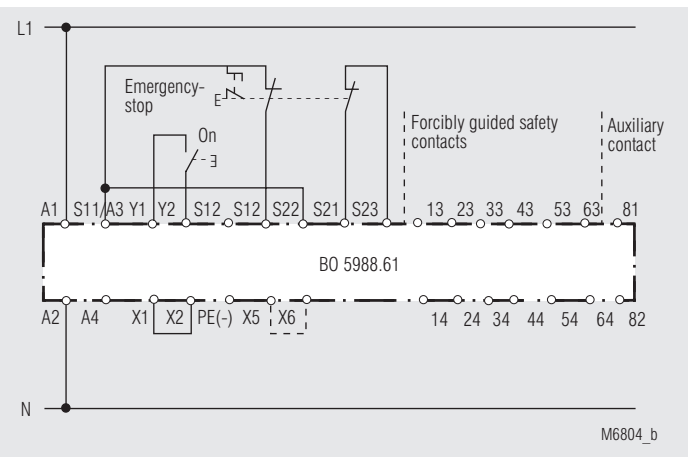 L1
Emergency-
stop
E
On
E
Forcibly guided safety
contacts
Auxiliary
contact
A1 S11/A3 Y1 Y2 S12 S12 S22 S21 S23 13 23 33 43 53 63 81
BO 5988.61
A2 A4 X1 X2 PE(-) X5 X6 14 24 34 44 54 64 82
N
M6804_b